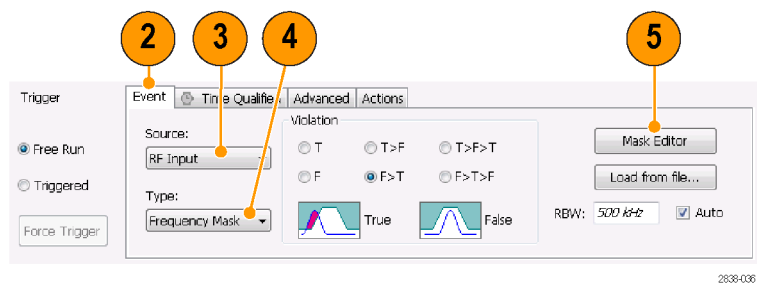 2
3
4
5
Trigger
Event
Time Qualifier
Advanced
Actions
Free Run
Triggered
Force Trigger
Source:
RF Input
Type:
Frequency Mask
Violation
T
T>F
T>F>T
F
F>T
F>T>F
True
False
Mask Editor
Load from file...
RBW: 500 kHz Auto
2838-036